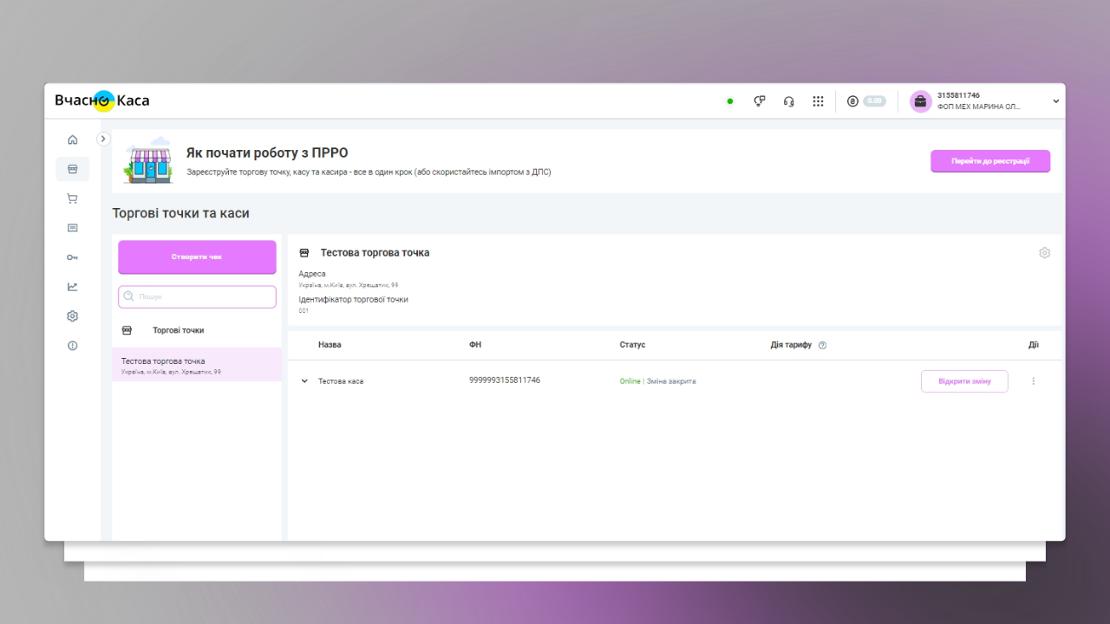 Вчасно Каса
0.00
3155811746
ФОП МЕХ МАРИНА ОЛ...
Як почати роботу з ПРРО
Зареєструйте торгову точку, касу та касира - все в один крок (або скористайтесь імпортом з ДПС)
Перейти до реєстрації
Торгові точки та каси
Створити чек
Пошук
Торгові точки
Тестова торгова точка
Україна, м.Київ, вул. Хрещатик, 99
Тестова торгова точка
Адреса
Україна, м.Київ, вул. Хрещатик, 99
Ідентифікатор торгової точки
001
Назва ФН Статус Дія тарифу Дії
Тестова каса 9999993155811746 Online | Зміна закрита Відкрити зміну